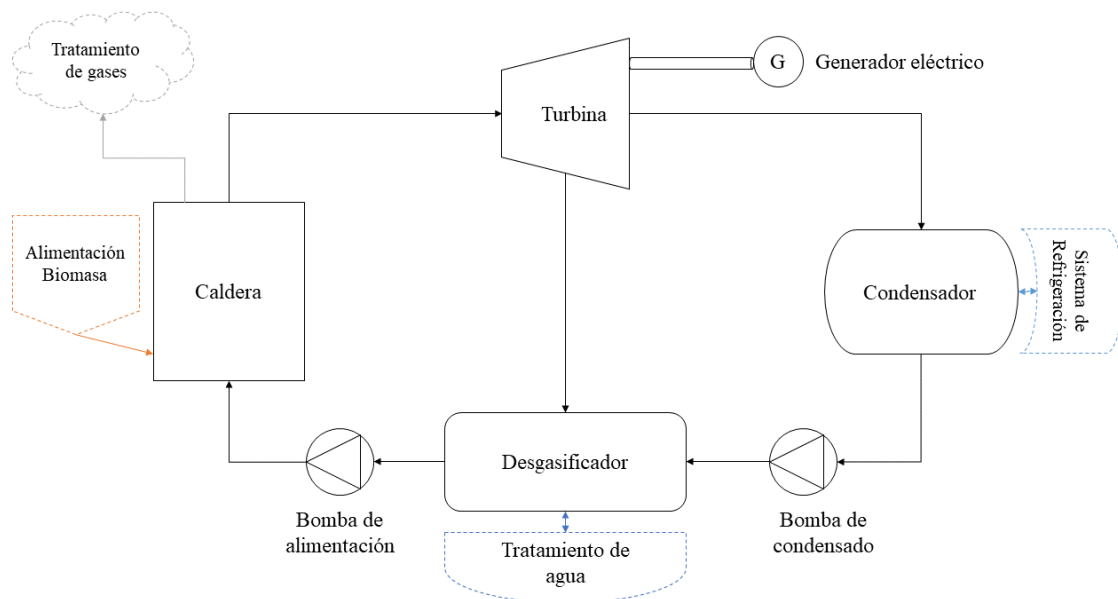 Tratamiento
de gases
G
Generador eléctrico
Turbina
Alimentación
Biomasa
Caldera
Condensador
Sistema de
Refrigeración
Desgasificador
Bomba de
alimentación
Tratamiento de
agua
Bomba de
condensado